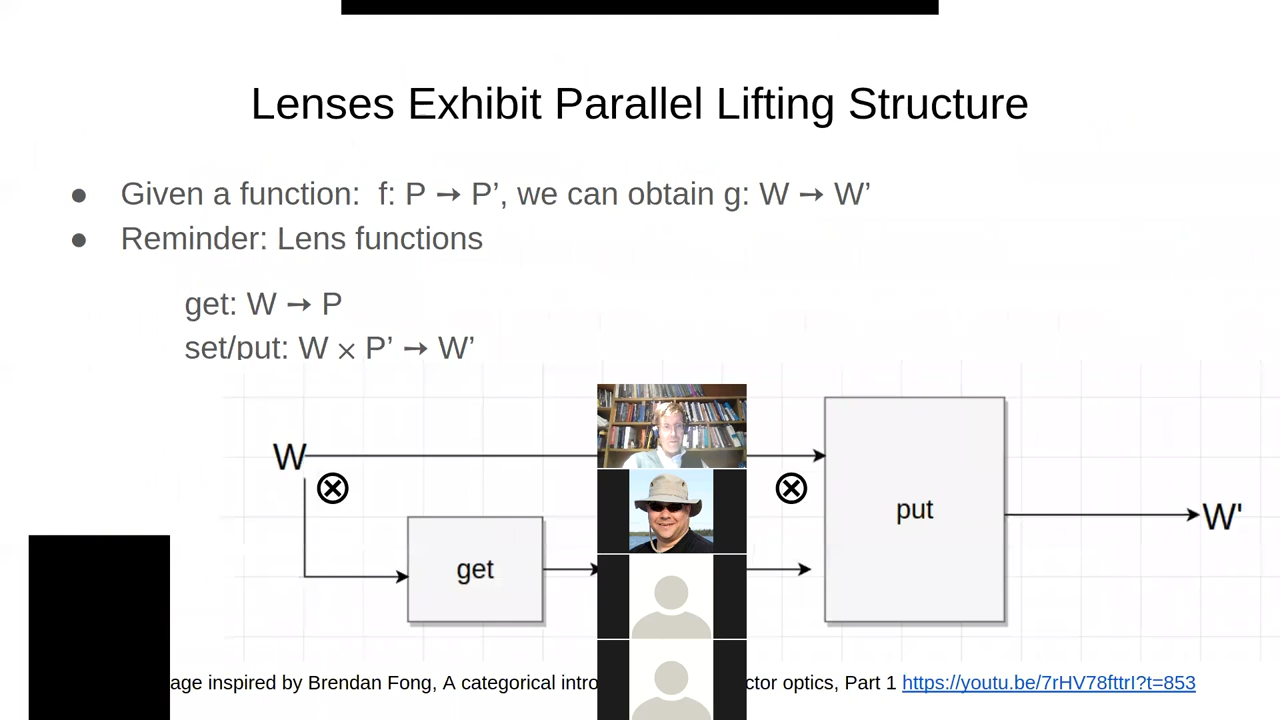 Lenses Exhibit Parallel Lifting Structure
● Given a function: f: P → P’, we can obtain g: W → W’
● Reminder: Lens functions
get: W → P
set/put: W × P’ → W’
W
⊗
⊗
put
W'
get
age inspired by Brendan Fong, A categorical intro ctor optics, Part 1 https://youtu.be/7rHV78fttrI?t=853